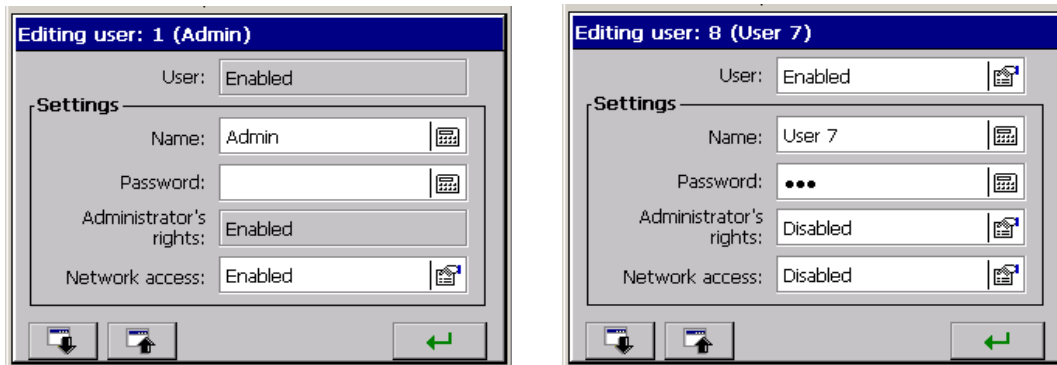 Editing user: 1 (Admin)
User: Enabled
Settings
Name: Admin
Password:
Administrator's
rights: Enabled
Network access: Enabled
Editing user: 8 (User 7)
User: Enabled
Settings
Name: User 7
Password: •••
Administrator's
rights: Disabled
Network access: Disabled